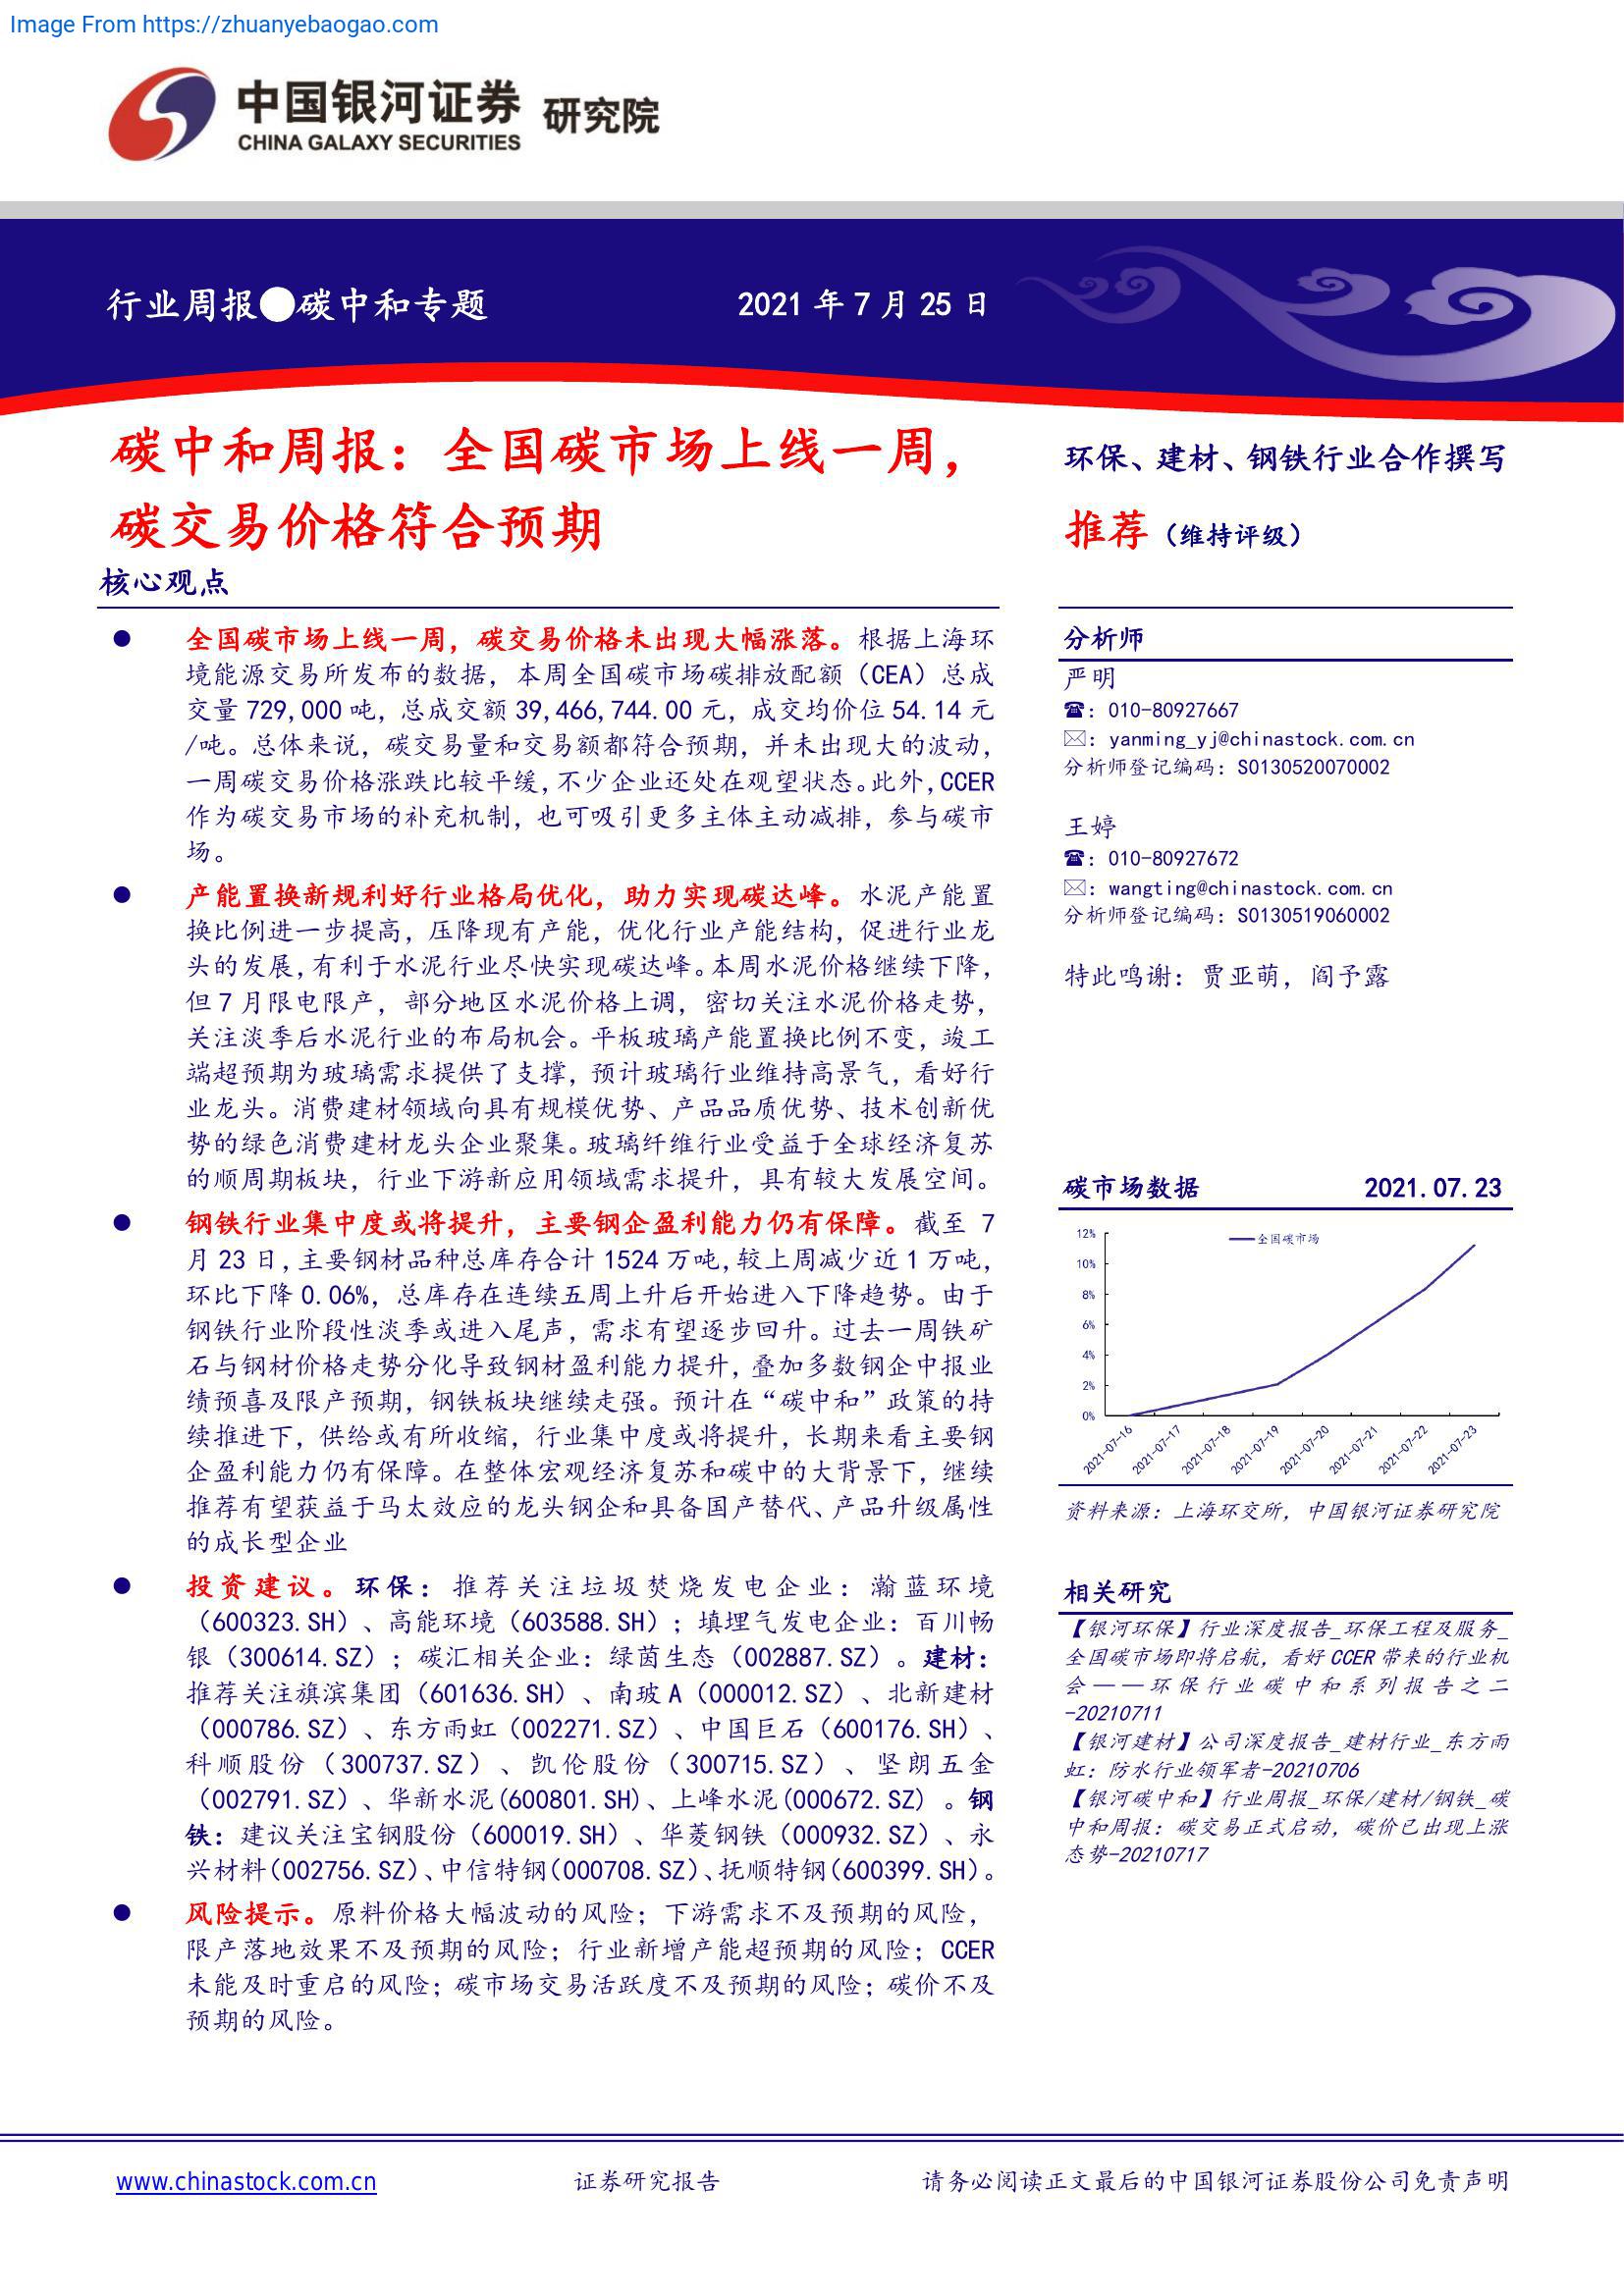 Image From https://zhuanyebaogao.com
中国银河证券 研究院
CHINA GALAXY SECURITIES
行业周报●碳中和专题
2021 年 7 月 25 日
碳中和周报：全国碳市场上线一周，
碳交易价格符合预期
核心观点
● 全国碳市场上线一周，碳交易价格未出现大幅涨落。根据上海环
境能源交易所发布的数据，本周全国碳市场碳排放配额（CEA）总成
交量 729,000 吨，总成交额 39,466,744.00 元，成交均价位 54.14 元
/吨。总体来说，碳交易量和交易额都符合预期，并未出现大的波动，
一周碳交易价格涨跌比较平缓，不少企业还处在观望状态。此外，CCER
作为碳交易市场的补充机制，也可吸引更多主体主动减排，参与碳市
场。
● 产能置换新规利好行业格局优化，助力实现碳达峰。水泥产能置
换比例进一步提高，压降现有产能，优化行业产能结构，促进行业龙
头的发展，有利于水泥行业尽快实现碳达峰。本周水泥价格继续下降，
但 7 月限电限产，部分地区水泥价格上调，密切关注水泥价格走势，
关注淡季后水泥行业的布局机会。平板玻璃产能置换比例不变，竣工
端超预期为玻璃需求提供了支撑，预计玻璃行业维持高景气，看好行
业龙头。消费建材领域向具有规模优势、产品品质优势、技术创新优
势的绿色消费建材龙头企业聚集。玻璃纤维行业受益于全球经济复苏
的顺周期板块，行业下游新应用领域需求提升，具有较大发展空间。
● 钢铁行业集中度或将提升，主要钢企盈利能力仍有保障。截至 7
月 23 日，主要钢材品种总库存合计 1524 万吨，较上周减少近 1 万吨，
环比下降 0.06%，总库存在连续五周上升后开始进入下降趋势。由于
钢铁行业阶段性淡季或进入尾声，需求有望逐步回升。过去一周铁矿
石与钢材价格走势分化导致钢材盈利能力提升，叠加多数钢企中报业
绩预喜及限产预期，钢铁板块继续走强。预计在“碳中和”政策的持
续推进下，供给或有所收缩，行业集中度或将提升，长期来看主要钢
企盈利能力仍有保障。在整体宏观经济复苏和碳中的大背景下，继续
推荐有望获益于马太效应的龙头钢企和具备国产替代、产品升级属性
的成长型企业
● 投资建议。环保：推荐关注垃圾焚烧发电企业：瀚蓝环境
（600323.SH）、高能环境（603588.SH）；填埋气发电企业：百川畅
银（300614.SZ）；碳汇相关企业：绿茵生态（002887.SZ）。建材：
推荐关注旗滨集团（601636.SH）、南玻 A（000012.SZ）、北新建材
（000786.SZ）、东方雨虹（002271.SZ）、中国巨石（600176.SH）、
科顺股份（300737.SZ）、凯伦股份（300715.SZ）、坚朗五金
（002791.SZ）、华新水泥(600801.SH)、上峰水泥(000672.SZ) 。钢
铁：建议关注宝钢股份（600019.SH）、华菱钢铁（000932.SZ）、永
兴材料(002756.SZ)、中信特钢(000708.SZ)、抚顺特钢(600399.SH)。
● 风险提示。原料价格大幅波动的风险；下游需求不及预期的风险，
限产落地效果不及预期的风险；行业新增产能超预期的风险；CCER
未能及时重启的风险；碳市场交易活跃度不及预期的风险；碳价不及
预期的风险。
环保、建材、钢铁行业合作撰写
推荐（维持评级）
分析师
严明
☎：010-80927667
✉：yanming_yj@chinastock.com.cn
分析师登记编码：S0130520070002
王婷
☎：010-80927672
✉：wangting@chinastock.com.cn
分析师登记编码：S0130519060002
特此鸣谢：贾亚萌，阎予露
碳市场数据 2021.07.23
全国碳市场
12%
10%
8%
6%
4%
2%
0%
2021-07-16
2021-07-17
2021-07-18
2021-07-19
2021-07-20
2021-07-21
2021-07-22
2021-07-23
资料来源：上海环交所，中国银河证券研究院
相关研究
【银河环保】行业深度报告_环保工程及服务_
全国碳市场即将启航，看好 CCER 带来的行业机
会——环保行业碳中和系列报告之二
-20210711
【银河建材】公司深度报告_建材行业_东方雨
虹：防水行业领军者-20210706
【银河碳中和】行业周报_环保/建材/钢铁_碳
中和周报：碳交易正式启动，碳价已出现上涨
态势-20210717
www.chinastock.com.cn
证券研究报告
请务必阅读正文最后的中国银河证券股份公司免责声明